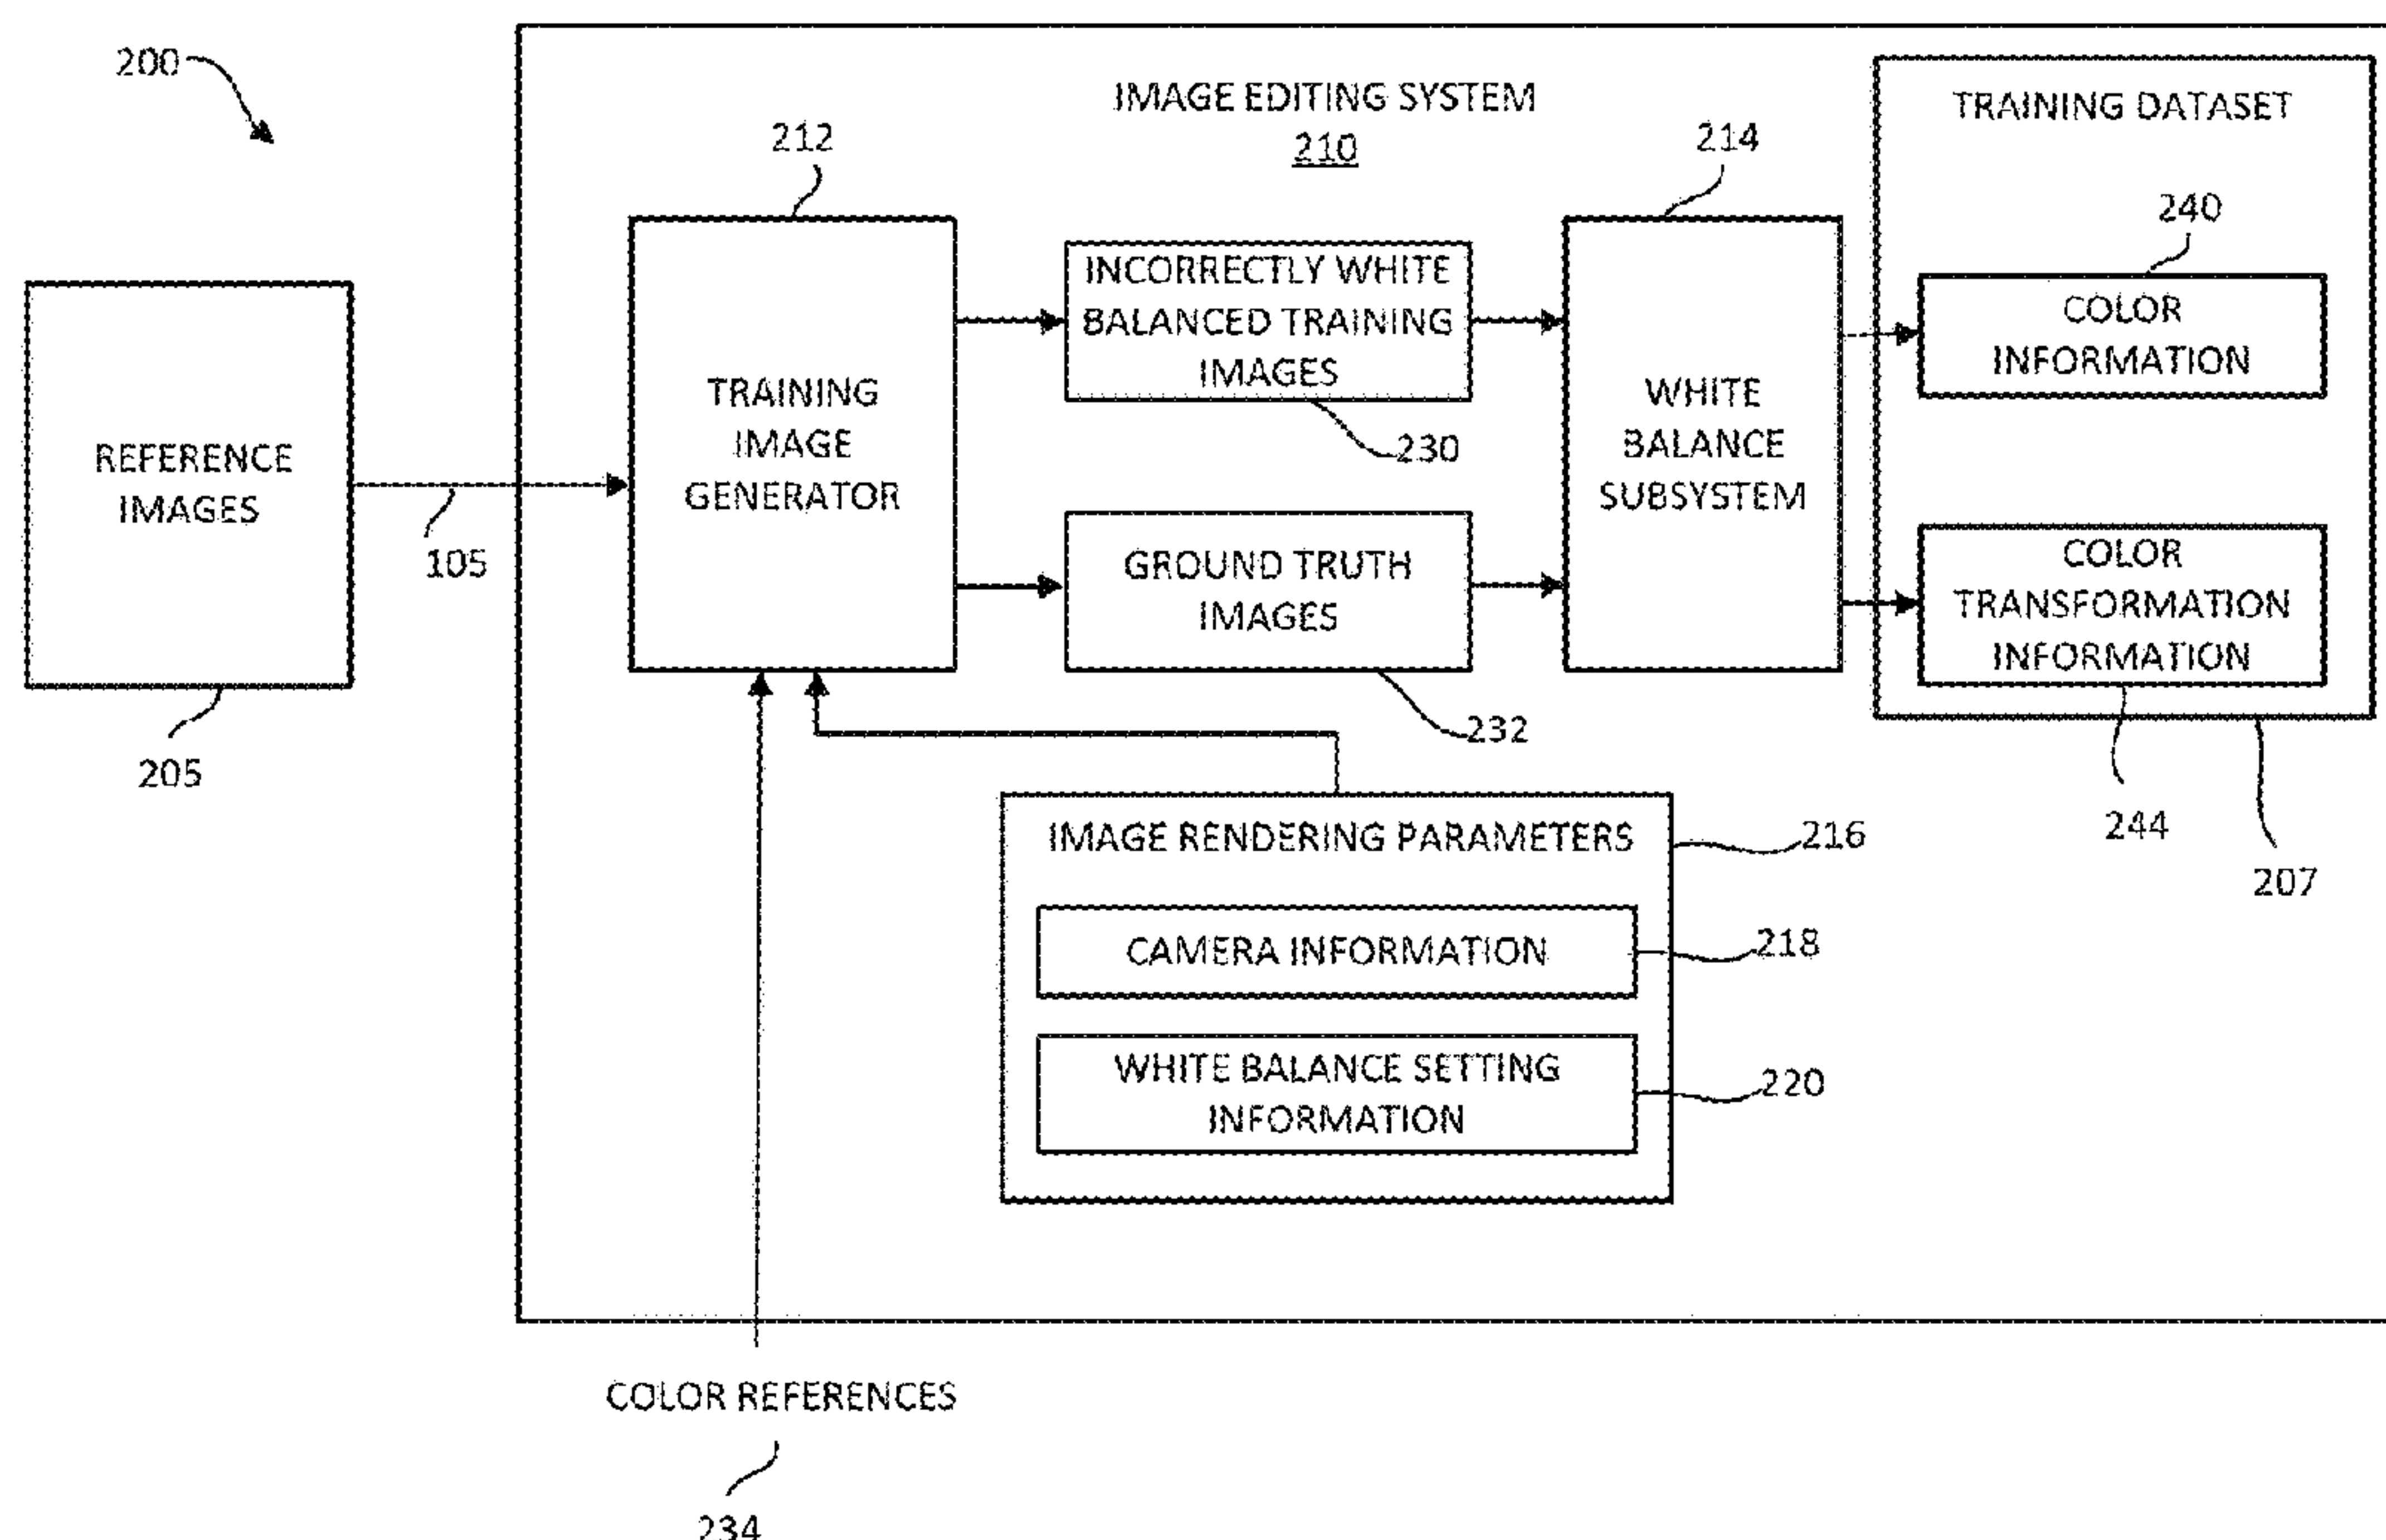 200
IMAGE EDITING SYSTEM
210
TRAINING DATASET
212
214
240
REFERENCE
IMAGES
205
105
TRAINING
IMAGE
GENERATOR
INCORRECTLY WHITE
BALANCED TRAINING
IMAGES
230
GROUND TRUTH
IMAGES
232
WHITE
BALANCE
SUBSYSTEM
COLOR
INFORMATION
COLOR
TRANSFORMATION
INFORMATION
244
207
IMAGE RENDERING PARAMETERS
216
CAMERA INFORMATION
218
WHITE BALANCE SETTING
INFORMATION
220
COLOR REFERENCES
234